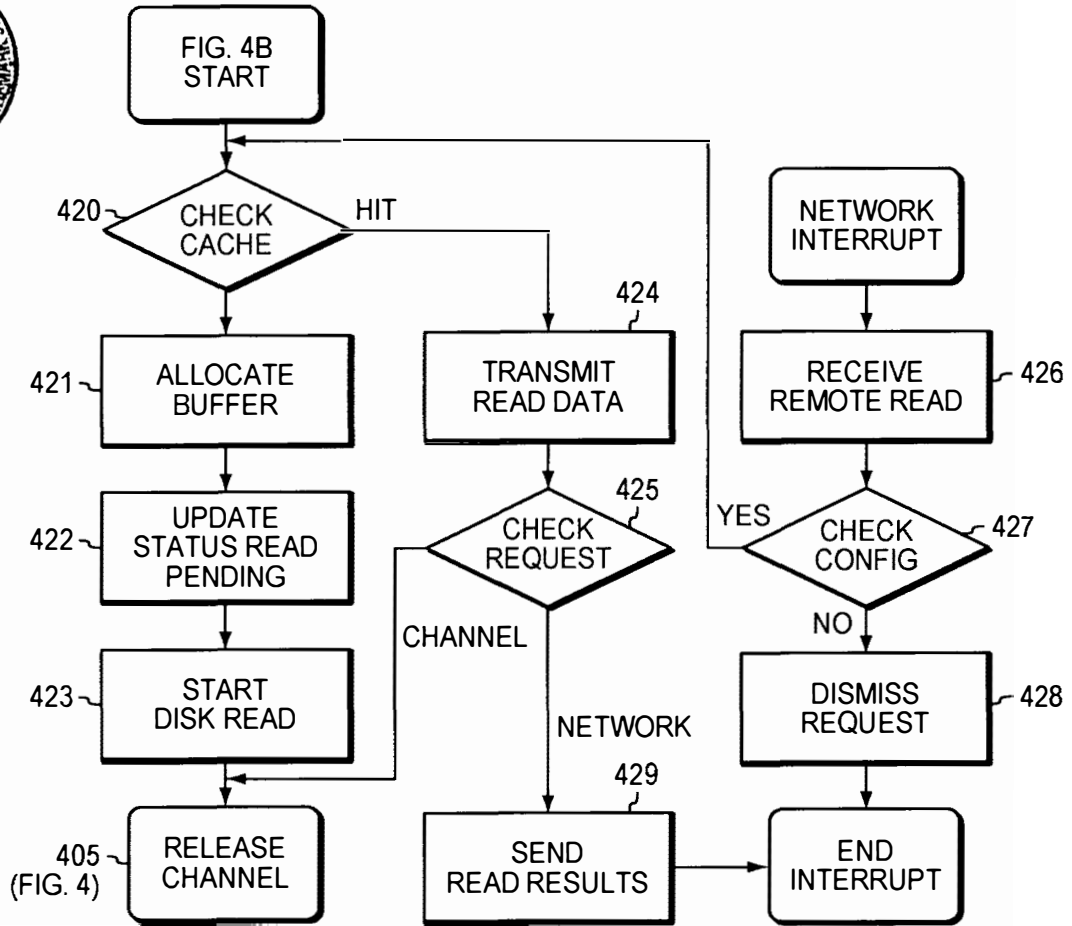 FIG. 4B
START
420
CHECK
CACHE
HIT
NETWORK
INTERRUPT
421
ALLOCATE
BUFFER
424
TRANSMIT
READ DATA
RECEIVE
REMOTE READ
426
422
UPDATE
STATUS READ
PENDING
425
CHECK
REQUEST
YES
CHECK
CONFIG
427
NO
CHANNEL
423
START
DISK READ
NETWORK
DISMISS
REQUEST
428
429
405
(FIG. 4)
RELEASE
CHANNEL
SEND
READ RESULTS
END
INTERRUPT